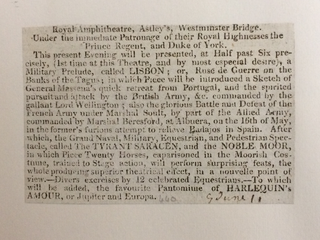 Royal Amphitheatre, Astley's, Westminster Bridge.
Under the immediate Patronage of their Royal Highnesses the
Prince Regent, and Duke of York.
This present Evening will be presented, at Half past Six pre-
cisely, (1st time at this Theatre, and by most especial desire), a
Military Prelude, called LISBON; or, Ruse de Guerre on the
Banks of the Tagus; in which Piece will be introduced a Sketch of
General Massena's quick retreat from Portugal, and the spirited
pursuit and attack by the British Army, &c. commanded by the
gallant Lord Wellington; also the glorious Battle and Defeat of the
French Army under Marshal Soult, by part of the Allied Army,
commanded by Marshal Beresford, at Albuera, on the 16th of May,
in the former's furious attempt to relieve Badajos in Spain. After
which, the Grand Naval, Military, Equestrian, and Pedestrian Spec-
tacle, called The TYRANT SARACEN, and the NOBLE MOOR,
in which Piece Twenty Horses, caparisoned in the Moorish Cos-
tume, trained to Stage action, will perform surprising feats, the
whole producing superior theatrical effect, in a nouvelle point of
view.—Divers exercises by 12 celebrated Equestrians.—To which
will be added, the favourite Pantomime of HARLEQUIN's
AMOUR, or Jupiter and Europa.
June